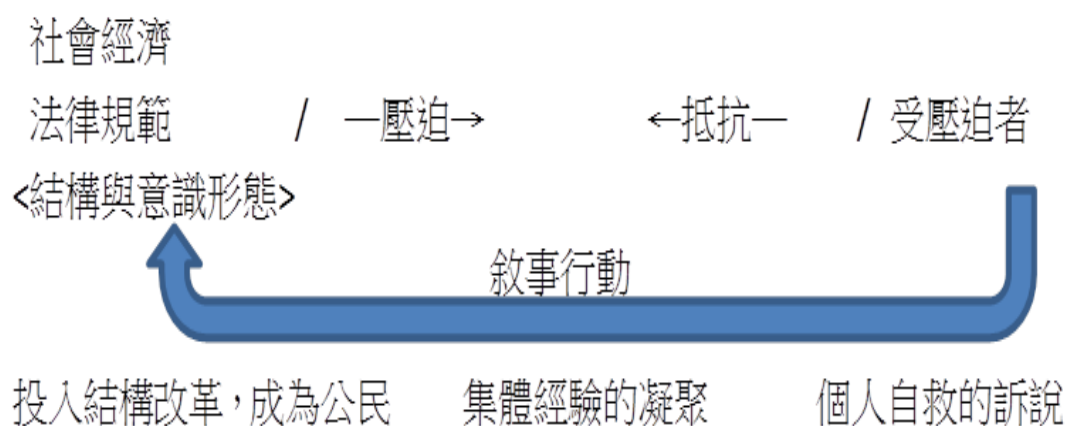 社會經濟
法律規範 / —壓迫→ ←抵抗— / 受壓迫者
<結構與意識形態>
敘事行動
投入結構改革，成為公民 集體經驗的凝聚 個人自救的訴說